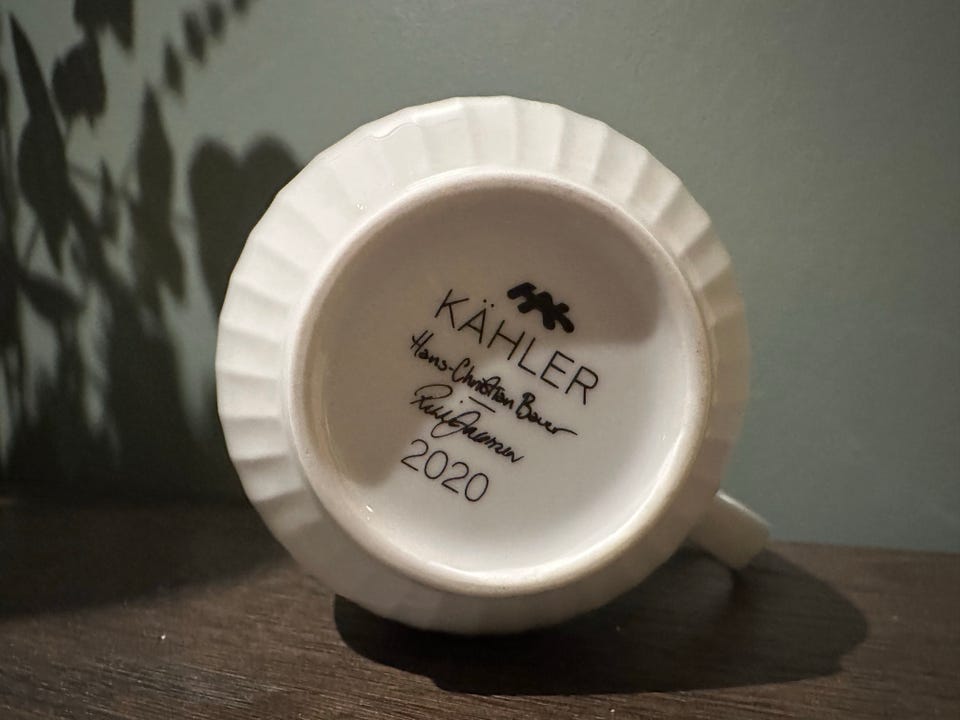 KÄHLER
Hans-Christian Bauer
2020